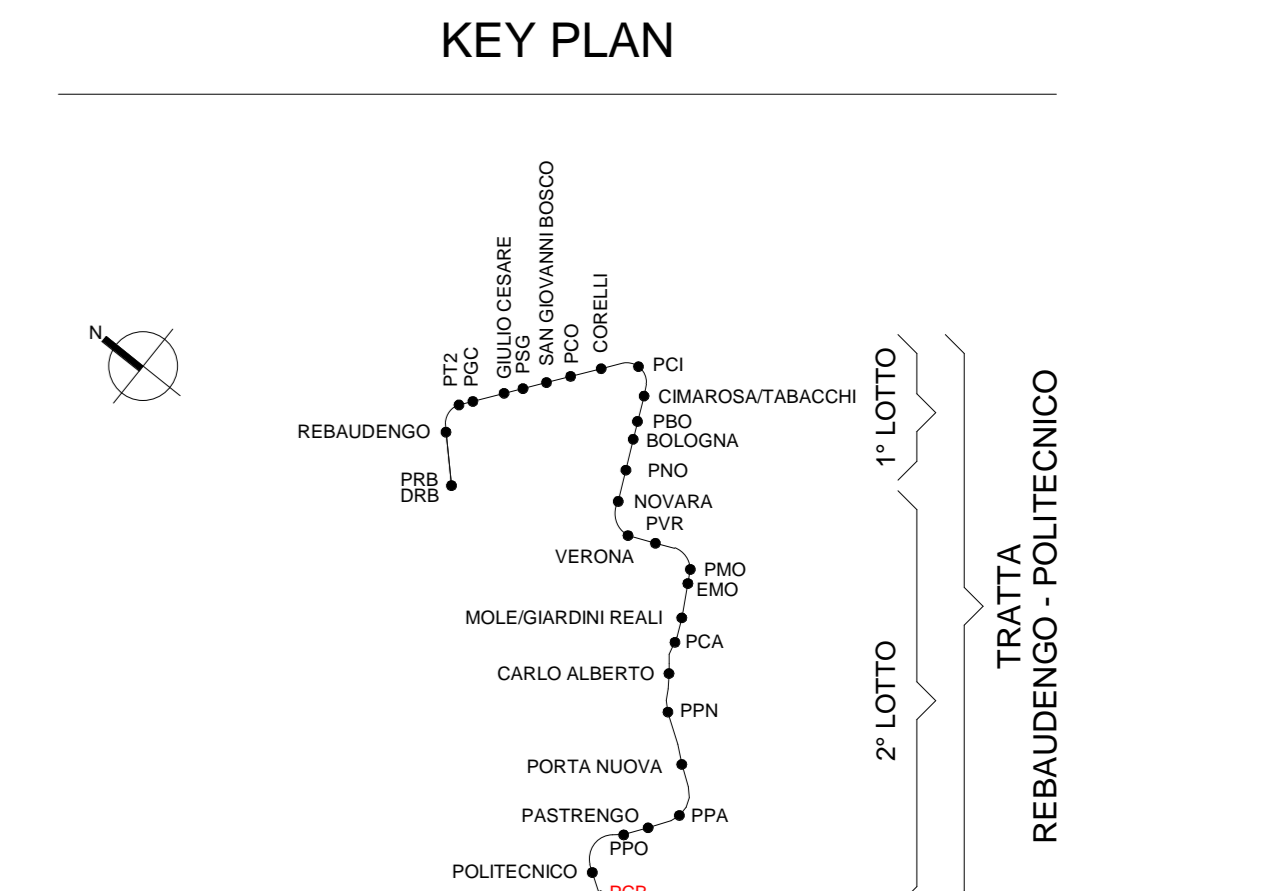 KEY PLAN
N
PT2
PGC
GIULIO CESARE
PSG
SAN GIOVANNI BOSCO
PCO
CORELLI
PCI
CIMAROSA/TABACCHI
REBAUDENGO
PBO
BOLOGNA
PRB
DRB
PNO
NOVARA
PVR
VERONA
PMO
EMO
MOLE/GIARDINI REALI
PCA
CARLO ALBERTO
PPN
PORTA NUOVA
PASTRENGO
PPA
PPO
POLITECNICO
1° LOTTO
2° LOTTO
TRATTA
REBAUDENGO - POLITECNICO